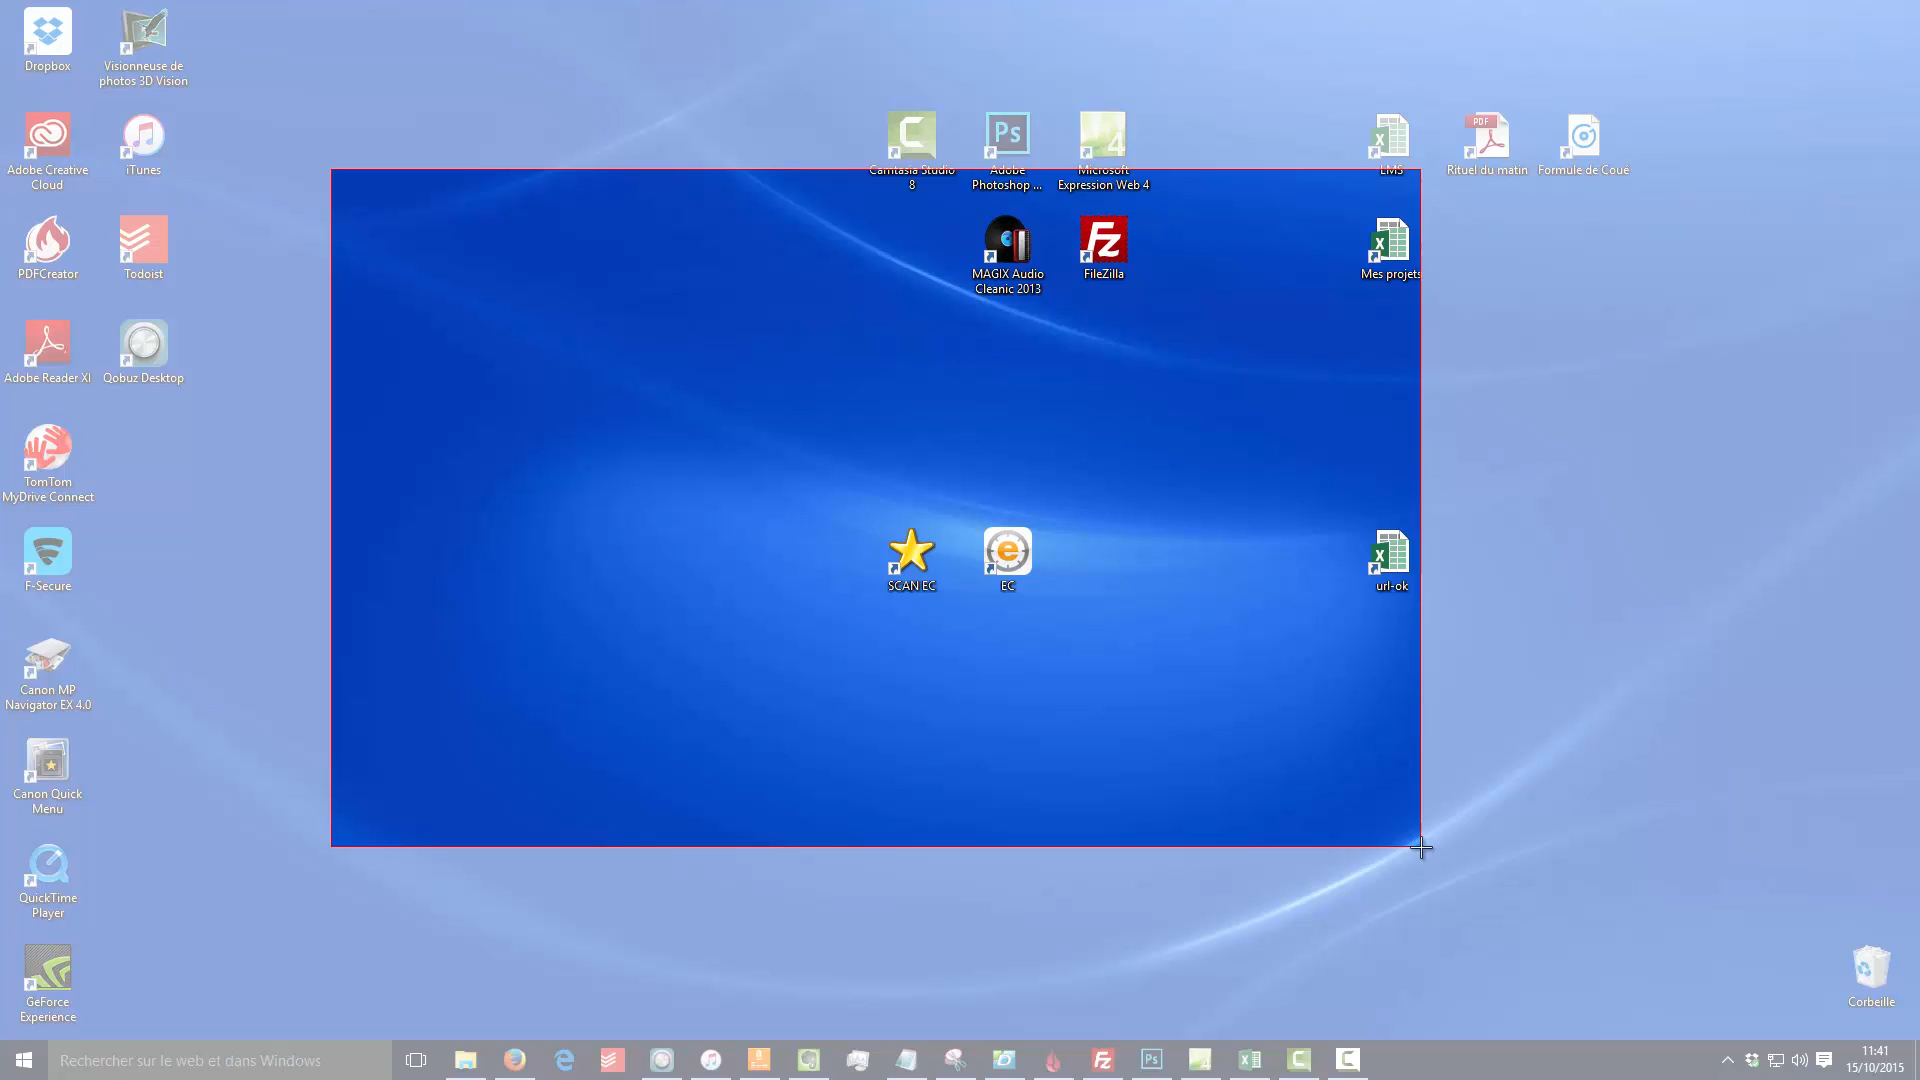 Dropbox
Visionneuse de
photos 3D Vision
Adobe Creative
Cloud
iTunes
Camtasia Studio
8
Ps
Adobe
Photoshop ...
4
Microsoft
Expression Web 4
LMS
PDF
Rituel du matin
Formule de Coué
PDFCreator
Todoist
MAGIX Audio
Cleanic 2013
FileZilla
Mes projets
Adobe Reader XI
Qobuz Desktop
TomTom
MyDrive Connect
F-Secure
SCAN EC
EC
url-ok
Canon MP
Navigator EX 4.0
Canon Quick
Menu
QuickTime
Player
GeForce
Experience
Corbeille
Rechercher sur le web et dans Windows
11:41
15/10/2015